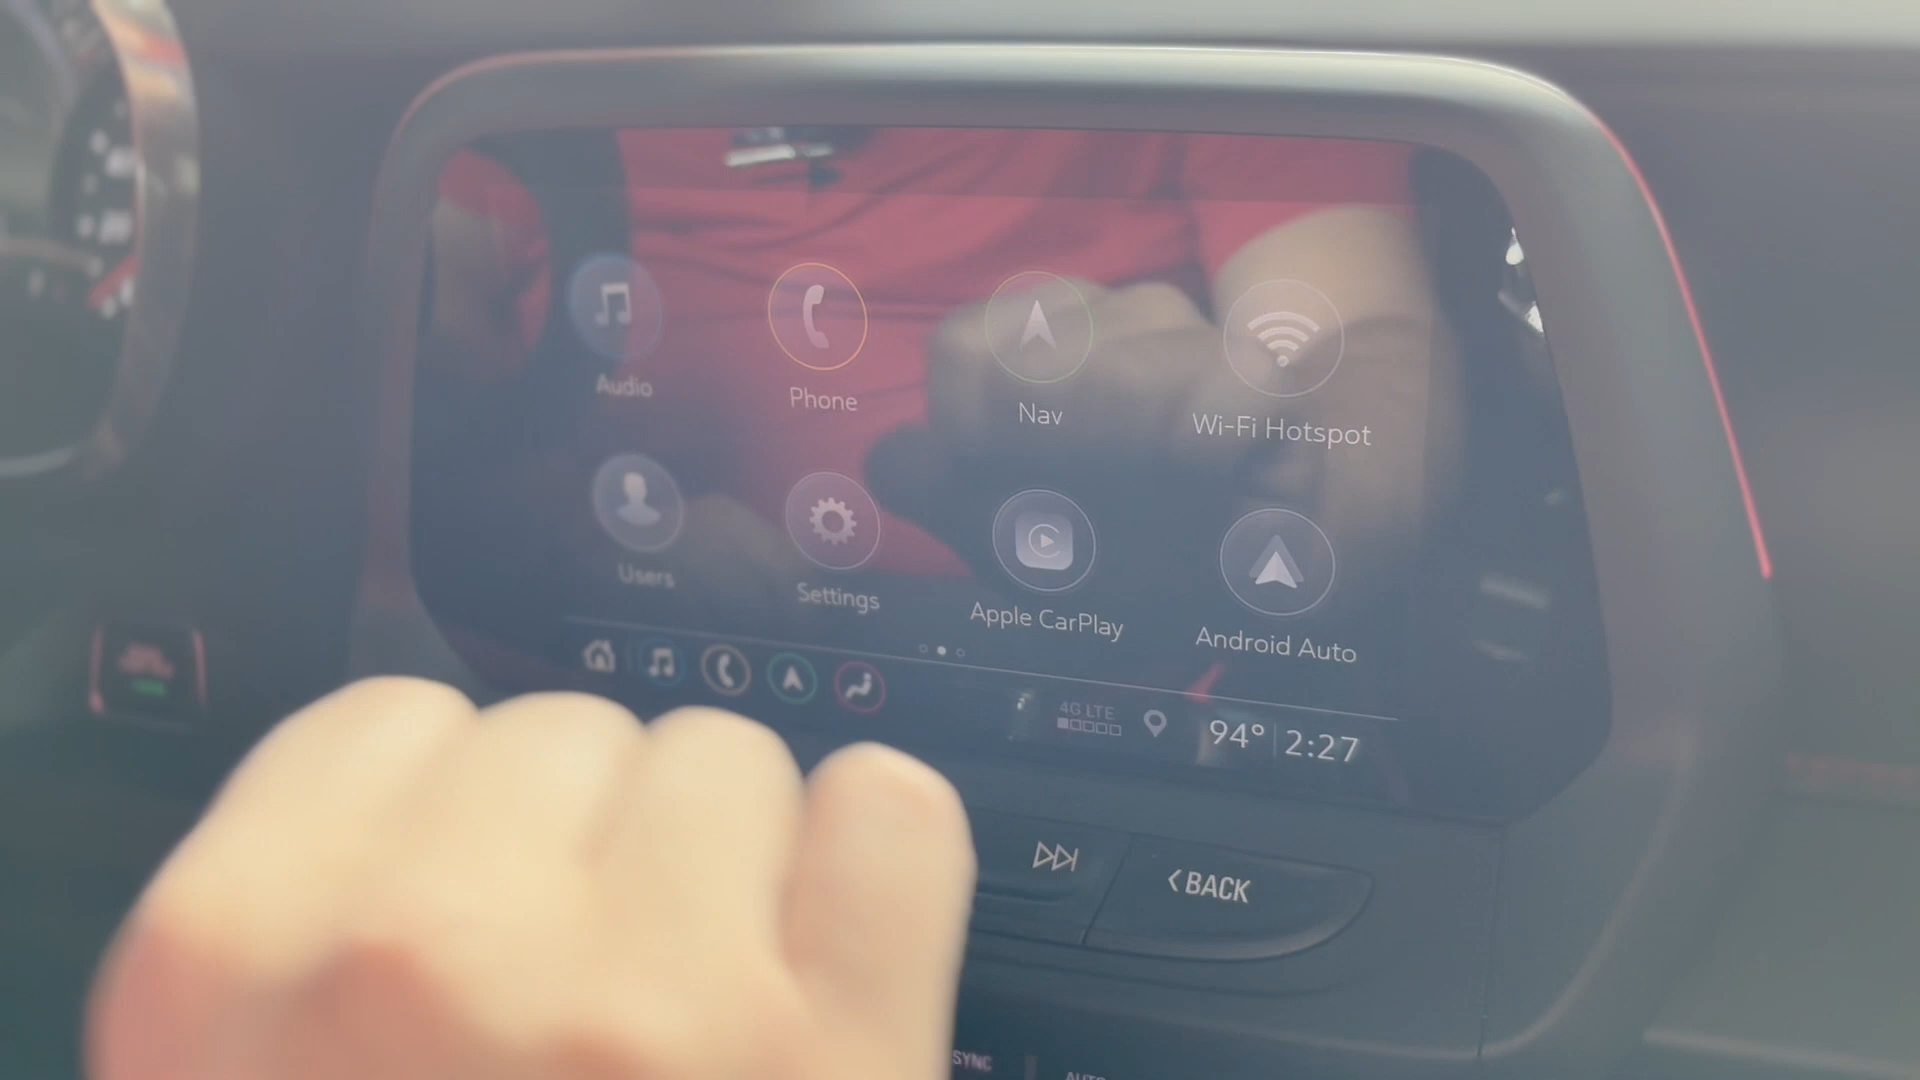 Audio
Phone
Nav
Wi-Fi Hotspot
Users
Settings
Apple CarPlay
Android Auto
4G LTE
94° 2:27
BACK
SYNC